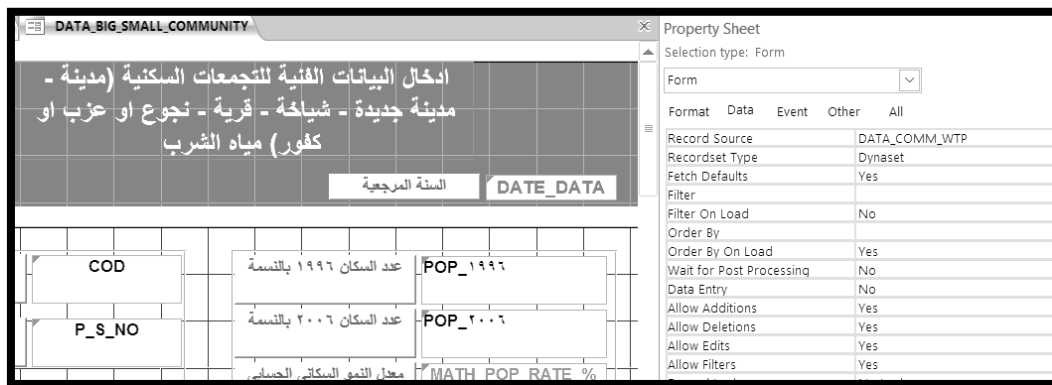 DATA_BIG_SMALL_COMMUNITY
ادخال البيانات الفنية للتجمعات السكنية (مدينة -
مدينة جديدة - شياخة - قرية - نجوع او عزب او
كفور) مياه الشرب
السنة المرجعية DATE_DATA
COD
عدد السكان ١٩٩٦ بالنسمة POP_١٩٩٦
P_S_NO
عدد السكان ٢٠٠٦ بالنسمة POP_٢٠٠٦
معدل النمو السكاني الحسابي MATH_POP_RATE_%
Property Sheet
Selection type: Form
Form
Format Data Event Other All
Record Source DATA_COMM_WTP
Recordset Type Dynaset
Fetch Defaults Yes
Filter
Filter On Load No
Order By
Order By On Load Yes
Wait for Post Processing No
Data Entry No
Allow Additions Yes
Allow Deletions Yes
Allow Edits Yes
Allow Filters Yes